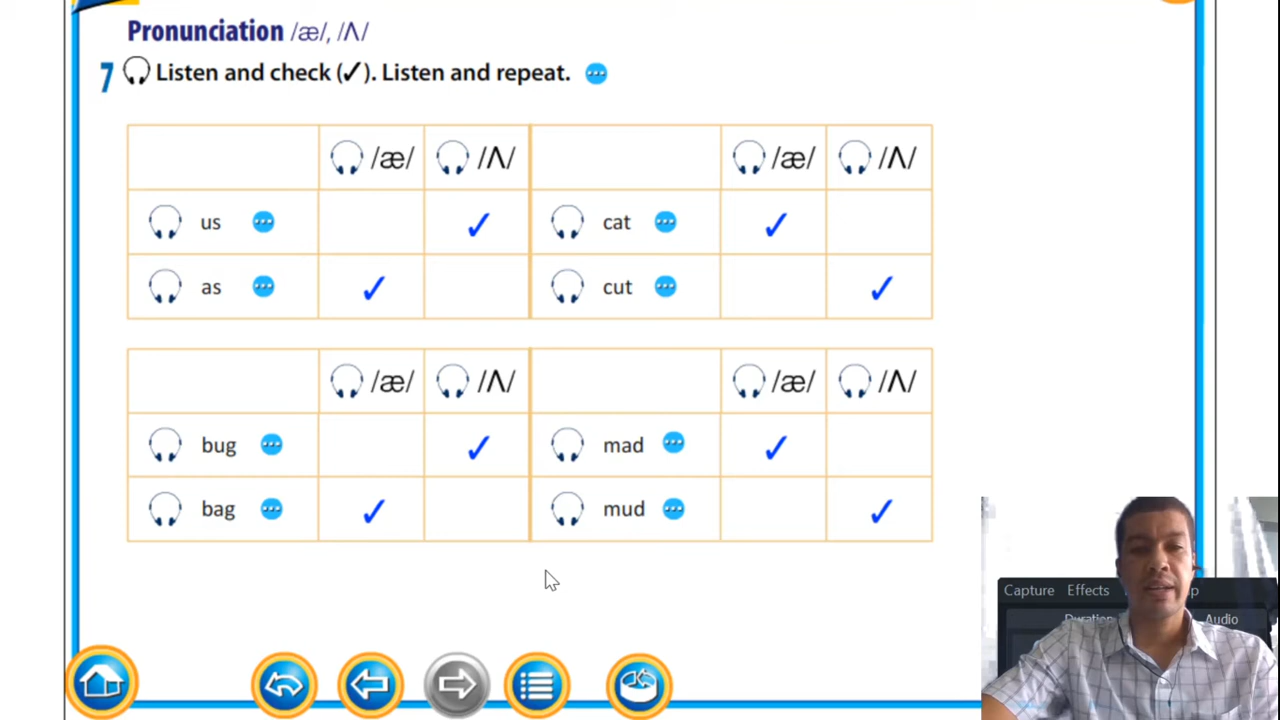 Pronunciation /æ/, /Λ/
7 Listen and check (✓). Listen and repeat.
/æ/ /Λ/ /æ/ /Λ/
us ✓ cat ✓
as ✓ cut ✓
/æ/ /Λ/ /æ/ /Λ/
bug ✓ mad ✓
bag ✓ mud ✓
Capture Effects
Duration Audio